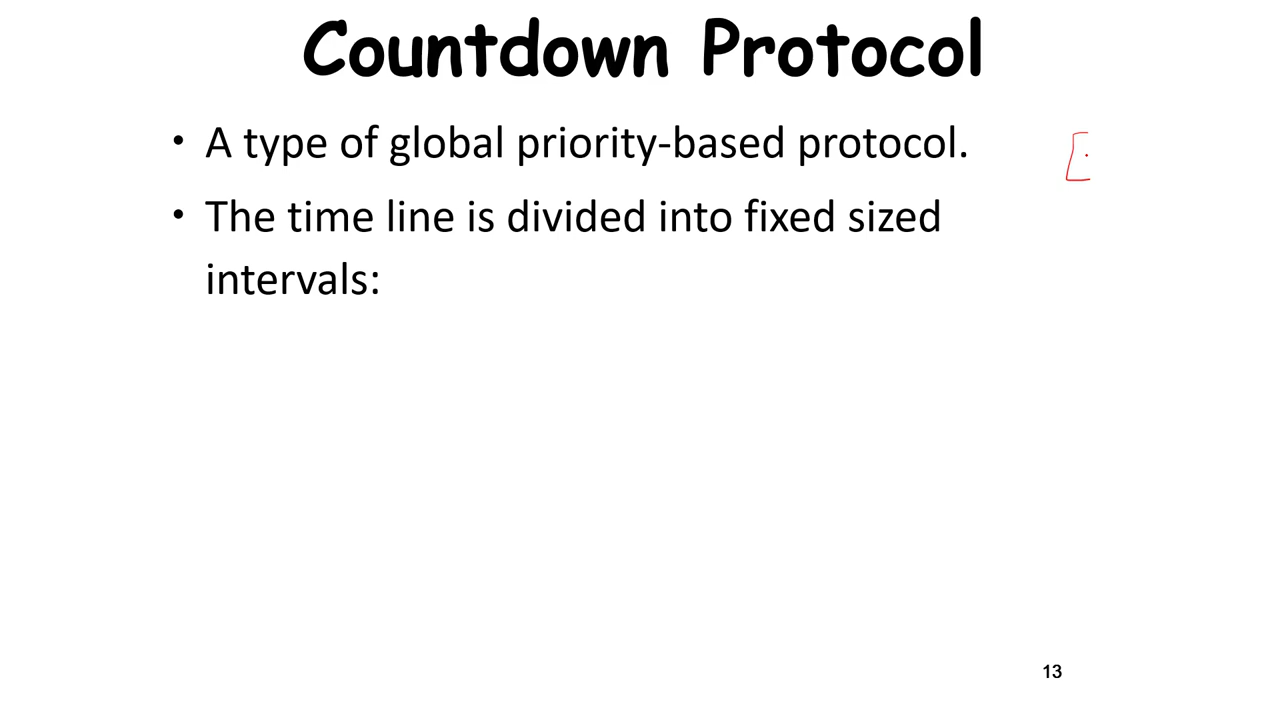 Countdown Protocol
• A type of global priority-based protocol.
• The time line is divided into fixed sized
intervals:
13